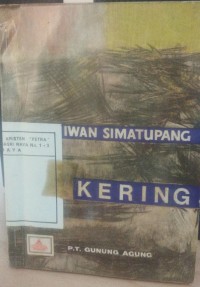 IWAN SIMATUPANG
KERING
P.T. GUNUNG AGUNG